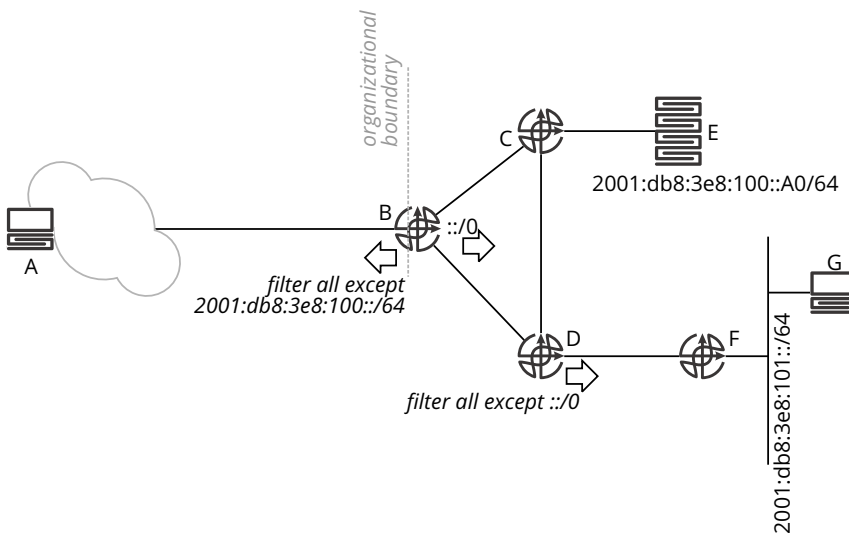 organizational
boundary
C
E
2001:db8:3e8:100::A0/64
B
::/0
A
filter all except
2001:db8:3e8:100::/64
G
D
F
filter all except ::/0
2001:db8:3e8:101::/64